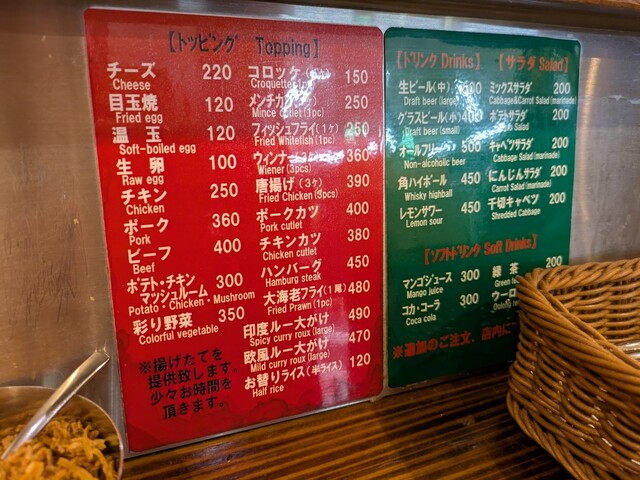 【トッピング Topping】
チーズ 220
Cheese
目玉焼 120
Fried egg
温玉 120
Soft-boiled egg
生卵 100
Raw egg
チキン 250
Chicken
ポーク 360
Pork
ビーフ 400
Beef
ポテト・チキン
マッシュルーム 300
Potato・Chicken・Mushroom
彩り野菜 350
Colorful vegetable
※揚げたてを
提供致します。
少々お時間を
頂きます。
コロッケ 150
Croquette
メンチカツ 250
Mince cutlet (1pc)
フィッシュフライ(1ヶ) 250
Fried Whitefish (1pc)
ウィンナー 360
Wiener (3pcs)
唐揚げ(3ヶ) 390
Fried Chicken (3pcs)
ポークカツ 400
Pork cutlet
チキンカツ 380
Chicken cutlet
ハンバーグ 450
Hamburg steak
大海老フライ(1尾) 480
Fried Prawn (1pc)
印度ルー大がけ 490
Spicy curry roux (large)
欧風ルー大がけ 470
Mild curry roux (large)
お替りライス(半ライス) 120
Half rice
【ドリンク Drinks】
生ビール(中)
Draft beer (large)
グラスビール(小) 400
Draft beer (small)
オールフリー 500
Non-alcoholic beer
角ハイボール 450
Whisky highball
レモンサワー 450
Lemon sour
【サラダ Salad】
ミックスサラダ 200
Cabbage&Carrot Salad (marinade)
ポテトサラダ 200
Salad
キャベツサラダ 200
Cabbage Salad (marinade)
にんじんサラダ 200
Carrot Salad (marinade)
千切キャベツ 200
Shredded Cabbage
【ソフトドリンク Soft Drinks】
マンゴジュース 300
Mango juice
コカ・コーラ 300
Coca cola
緑茶 200
Green
ウーロ
Oolong
※追加のご注文、店内に